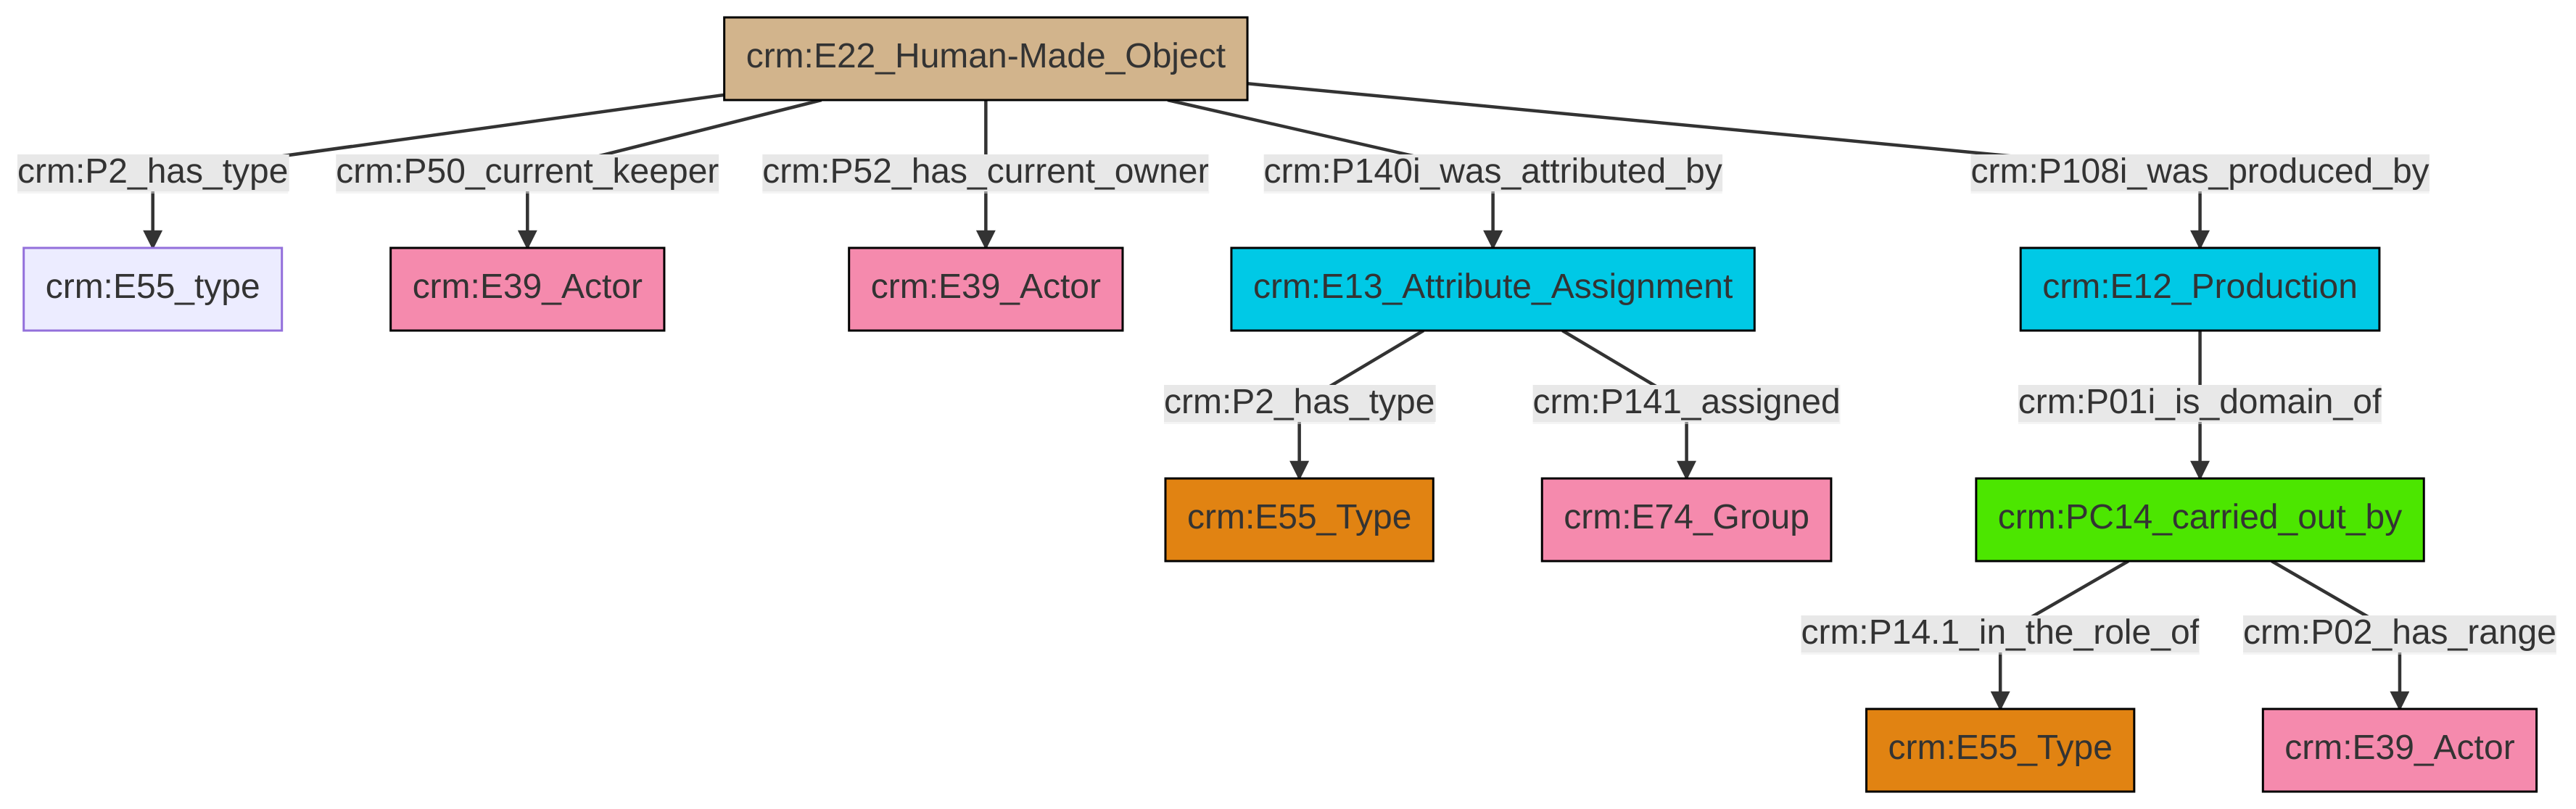 crm:E22_Human-Made_Object
crm:P2_has_type
crm:P50_current_keeper
crm:P52_has_current_owner
crm:P140i_was_attributed_by
crm:P108i_was_produced_by
crm:E55_type
crm:E39_Actor
crm:E39_Actor
crm:E13_Attribute_Assignment
crm:E12_Production
crm:P2_has_type
crm:P141_assigned
crm:P01i_is_domain_of
crm:E55_Type
crm:E74_Group
crm:PC14_carried_out_by
crm:P14.1_in_the_role_of
crm:P02_has_range
crm:E55_Type
crm:E39_Actor